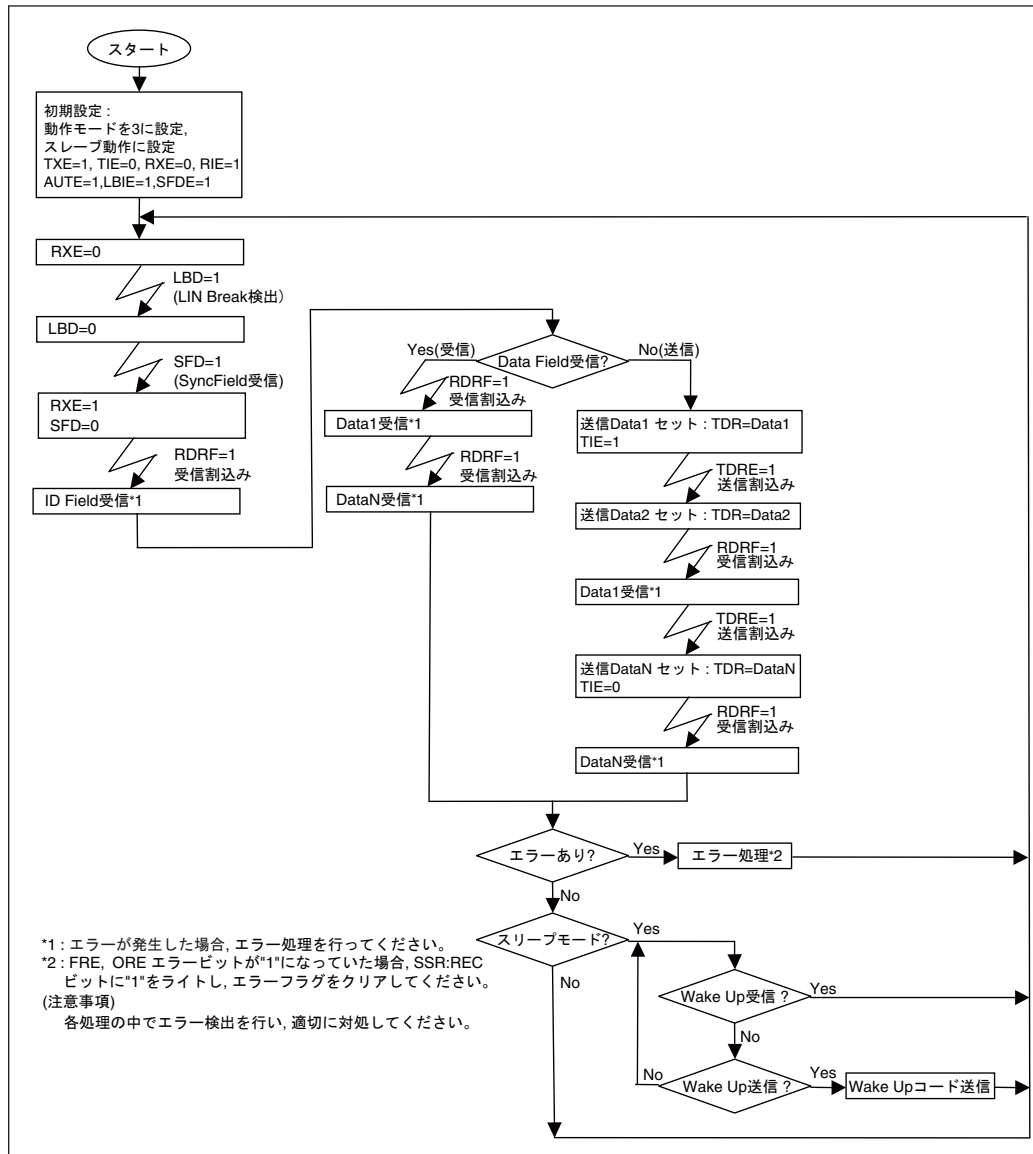 スタート
初期設定 :
動作モードを3に設定,
スレーブ動作に設定
TXE=1, TIE=0, RXE=0, RIE=1
AUTE=1,LBIE=1,SFDE=1
RXE=0
LBD=1
(LIN Break検出)
LBD=0
SFD=1
(SyncField受信)
RXE=1
SFD=0
RDRF=1
受信割込み
ID Field受信*1
Data Field受信?
Yes(受信)
No(送信)
RDRF=1
受信割込み
Data1受信*1
RDRF=1
受信割込み
DataN受信*1
送信Data1 セット : TDR=Data1
TIE=1
TDRE=1
送信割込み
送信Data2 セット : TDR=Data2
RDRF=1
受信割込み
Data1受信*1
TDRE=1
送信割込み
送信DataN セット : TDR=DataN
TIE=0
RDRF=1
受信割込み
DataN受信*1
エラーあり?
Yes
エラー処理*2
No
スリープモード?
Yes
No
Wake Up受信 ?
Yes
No
Wake Up送信 ?
No
Yes
Wake Upコード送信
*1 : エラーが発生した場合, エラー処理を行ってください。
*2 : FRE, ORE エラービットが"1"になっていた場合, SSR:REC
ビットに"1"をライトし, エラーフラグをクリアしてください。
(注意事項)
各処理の中でエラー検出を行い, 適切に対処してください。